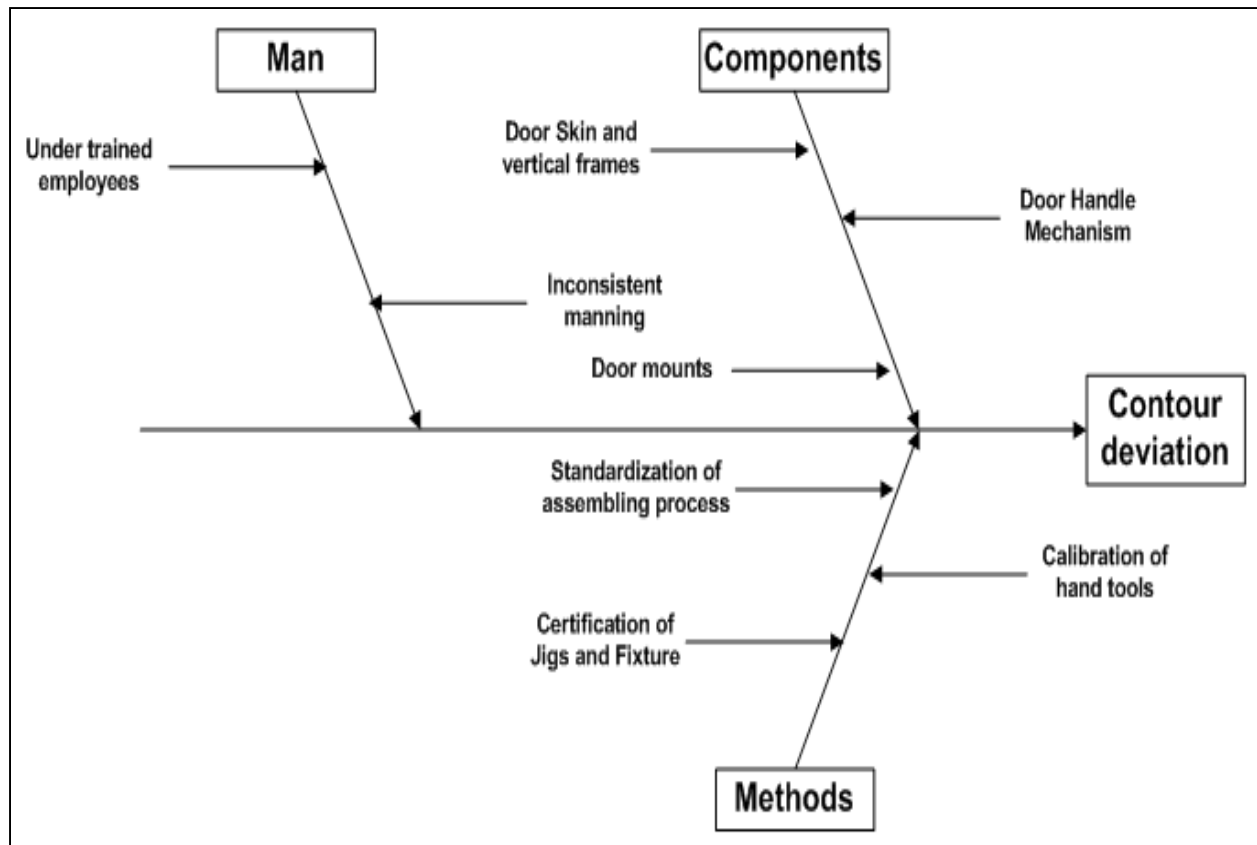 Man
Components
Under trained
employees
Door Skin and
vertical frames
Door Handle
Mechanism
Inconsistent
manning
Door mounts
Contour
deviation
Standardization of
assembling process
Calibration of
hand tools
Certification of
Jigs and Fixture
Methods